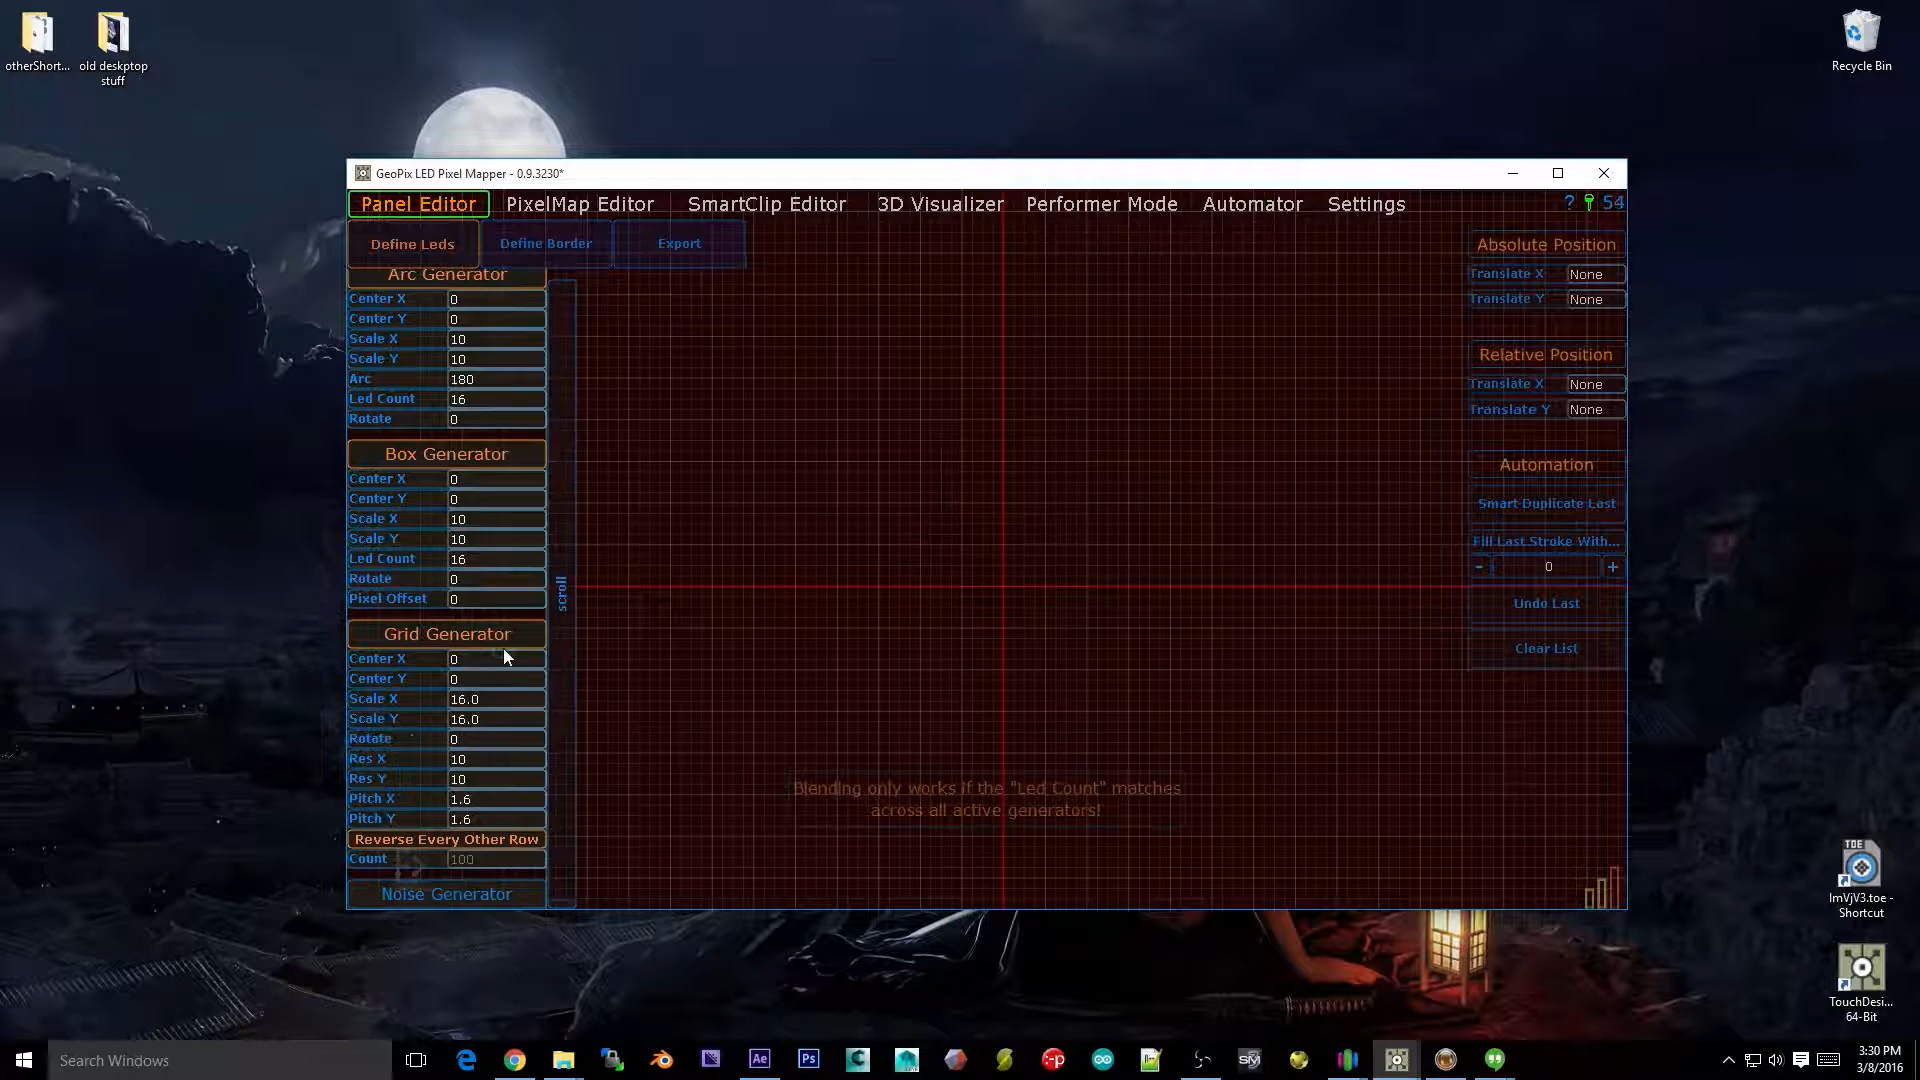 otherShort...
old deskptop
stuff
Recycle Bin
GeoPix LED Pixel Mapper - 0.9.3230*
Panel Editor
PixelMap Editor
SmartClip Editor
3D Visualizer
Performer Mode
Automator
Settings
? 54
Define Leds
Define Border
Export
Arc Generator
Center X 0
Center Y 0
Scale X 10
Scale Y 10
Arc 180
Led Count 16
Rotate 0
Box Generator
Center X 0
Center Y 0
Scale X 10
Scale Y 10
Led Count 16
Rotate 0
Pixel Offset 0
Grid Generator
Center X 0
Center Y 0
Scale X 16.0
Scale Y 16.0
Rotate 0
Res X 10
Res Y 10
Pitch X 1.6
Pitch Y 1.6
Reverse Every Other Row
Count 100
Noise Generator
scroll
Blending only works if the "Led Count" matches
across all active generators!
Absolute Position
Translate X None
Translate Y None
Relative Position
Translate X None
Translate Y None
Automation
Smart Duplicate Last
Fill Last Stroke With...
- 0 +
Undo Last
Clear List
TOE
ImVjV3.toe -
Shortcut
TouchDesi...
64-Bit
Search Windows
Ae
Ps
:-p
SM
3:30 PM
3/8/2016